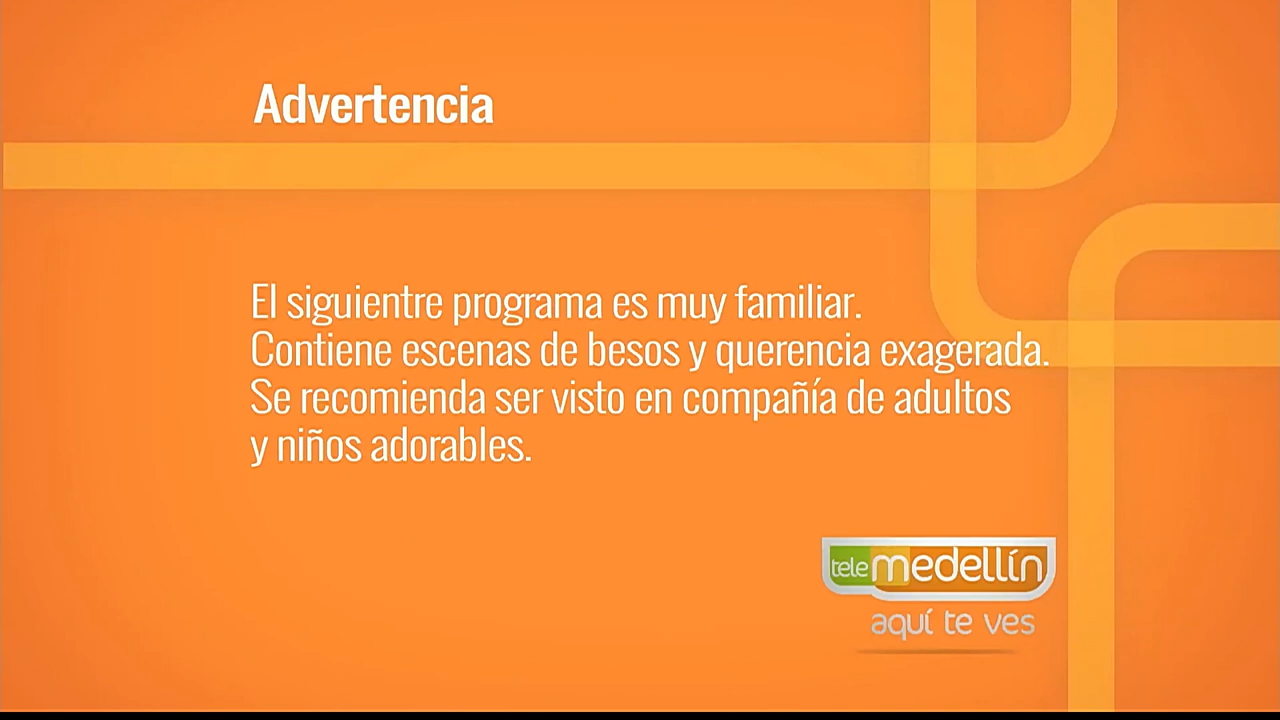 Advertencia
El siguientre programa es muy familiar.
Contiene escenas de besos y querencia exagerada.
Se recomienda ser visto en compañía de adultos
y niños adorables.
telemedellín
aquí te ves